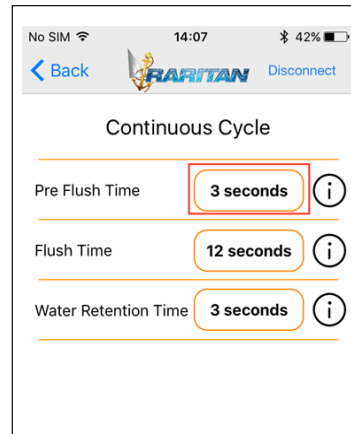 No SIM 14:07 42%
Back RARITAN Disconnect
Continuous Cycle
Pre Flush Time 3 seconds i
Flush Time 12 seconds i
Water Retention Time 3 seconds i